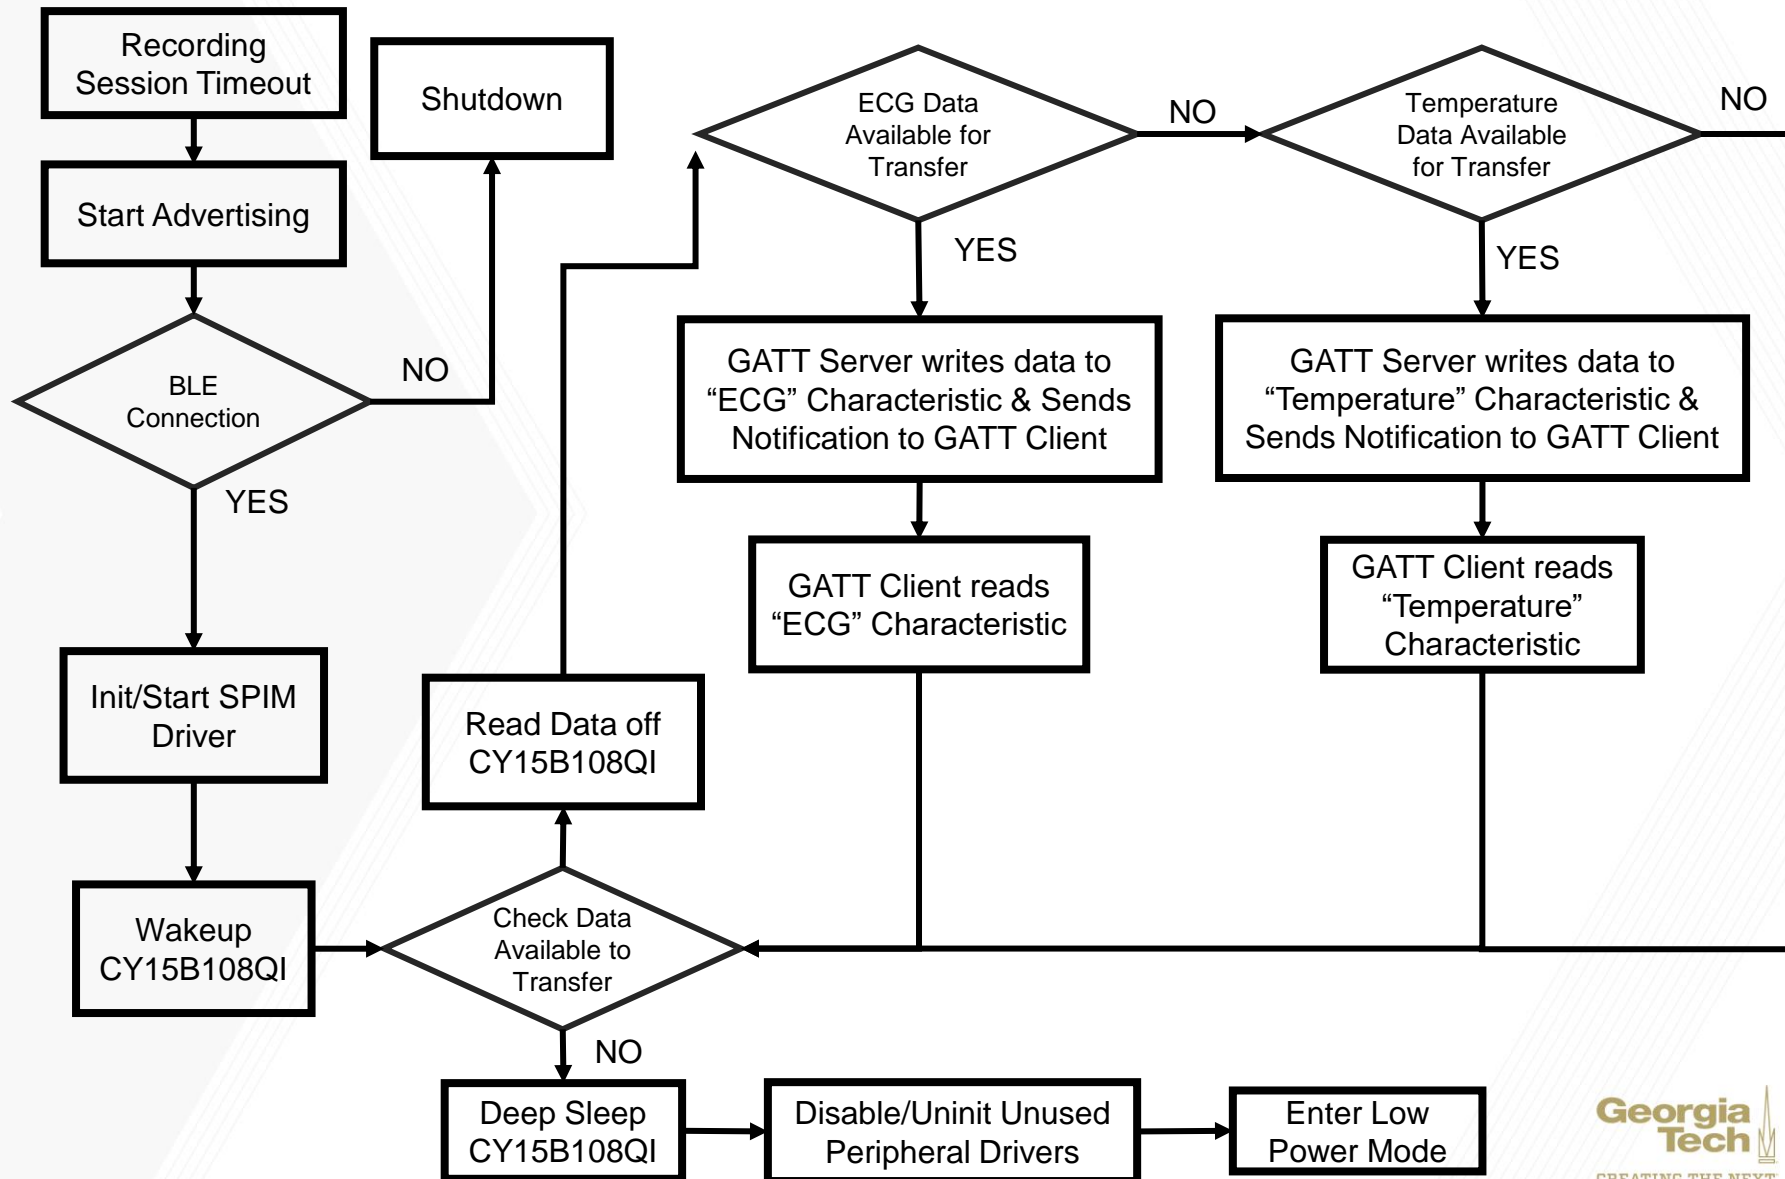 Recording
Session Timeout
Start Advertising
BLE
Connection
NO
Shutdown
YES
Init/Start SPIM
Driver
Wakeup
CY15B108QI
Check Data
Available to
Transfer
Read Data off
CY15B108QI
NO
Deep Sleep
CY15B108QI
Disable/Uninit Unused
Peripheral Drivers
Enter Low
Power Mode
ECG Data
Available for
Transfer
NO
YES
GATT Server writes data to
“ECG” Characteristic & Sends
Notification to GATT Client
GATT Client reads
“ECG” Characteristic
Temperature
Data Available
for Transfer
NO
YES
GATT Server writes data to
“Temperature” Characteristic &
Sends Notification to GATT Client
GATT Client reads
“Temperature”
Characteristic
Georgia
Tech
CREATING THE NEXT